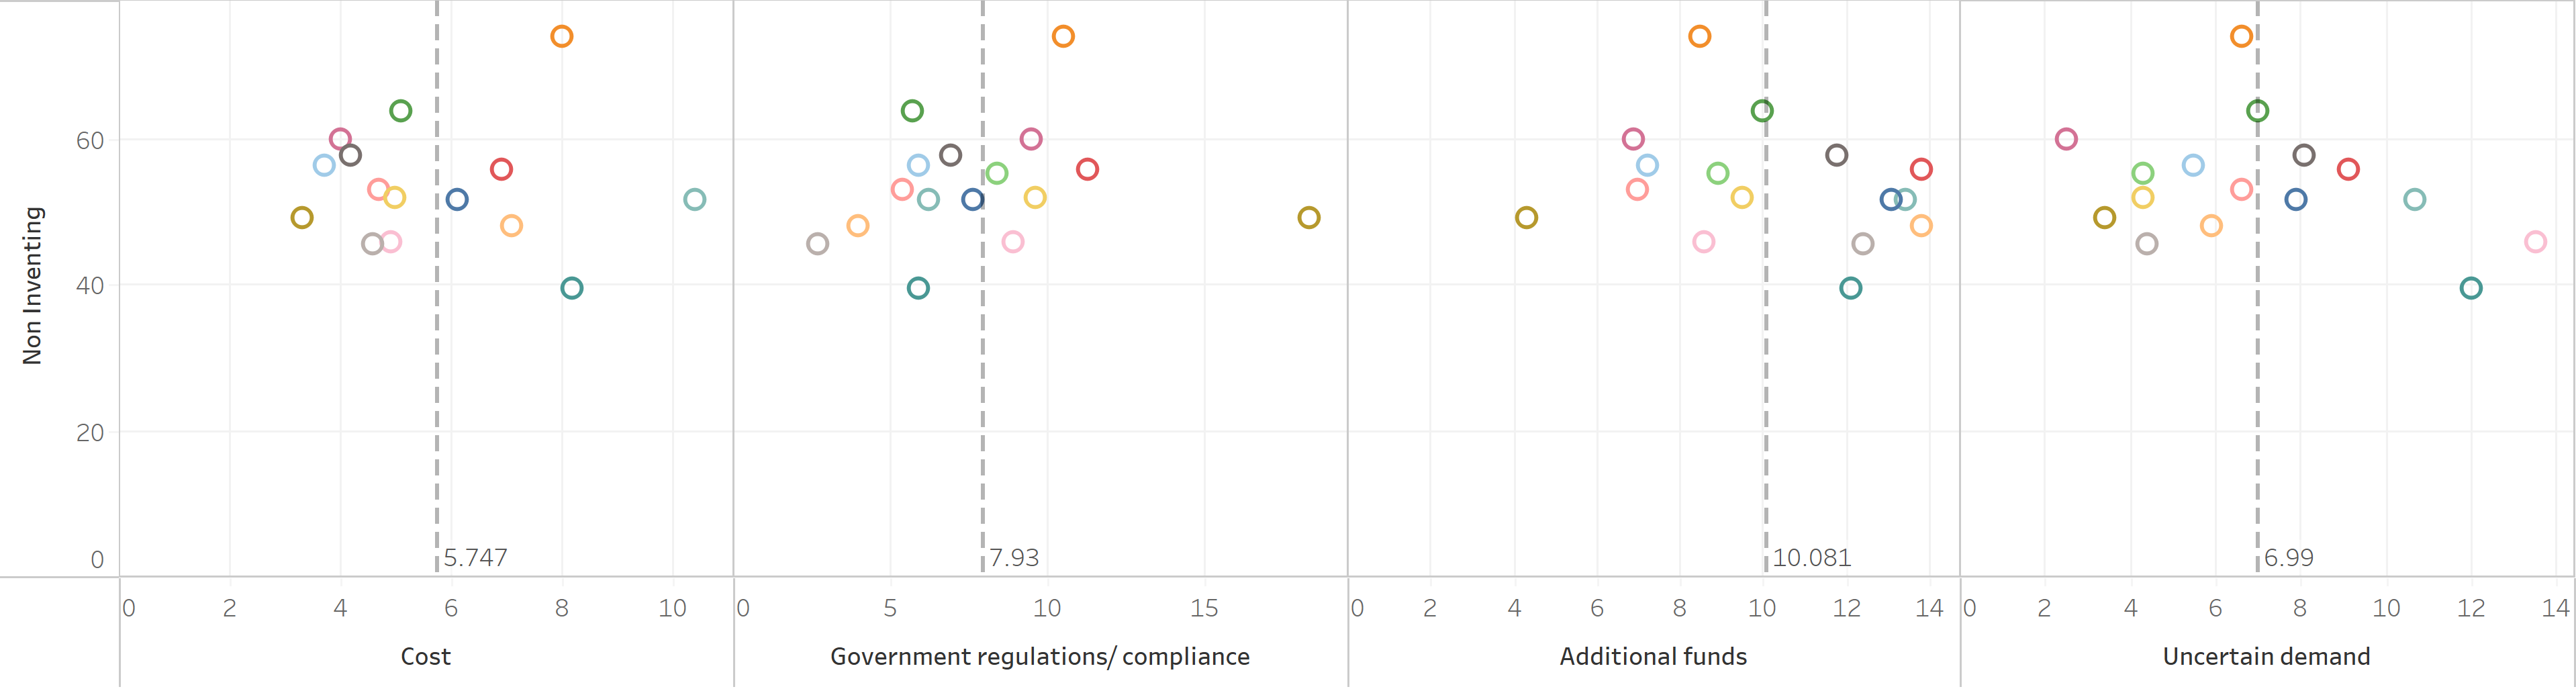 Non Inventing
60
40
20
0
5.747
7.93
10.081
6.99
0 2 4 6 8 10 0 5 10 15 0 2 4 6 8 10 12 14 0 2 4 6 8 10 12 14
Cost Government regulations/ compliance Additional funds Uncertain demand